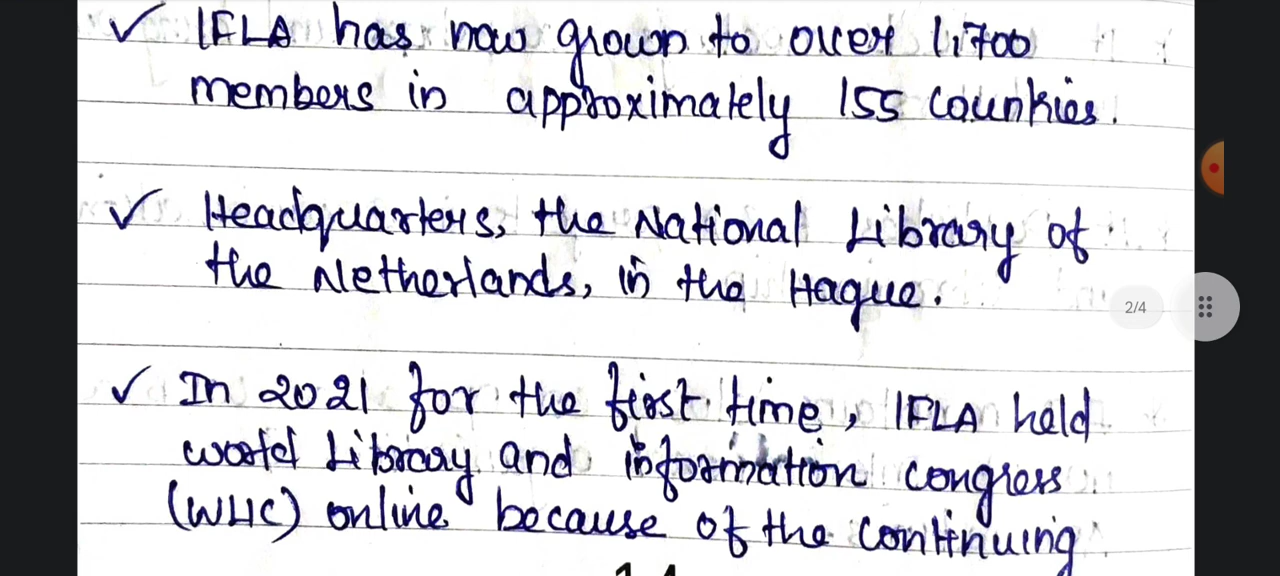 ✓ IFLA has now grown to over 1,700
members in approximately 155 countries.
✓ Headquarters, the National Library of
the Netherlands, in the Hague.
2/4
✓ In 2021 for the first time, IFLA held
world Library and information congress
(WLIC) online because of the continuing